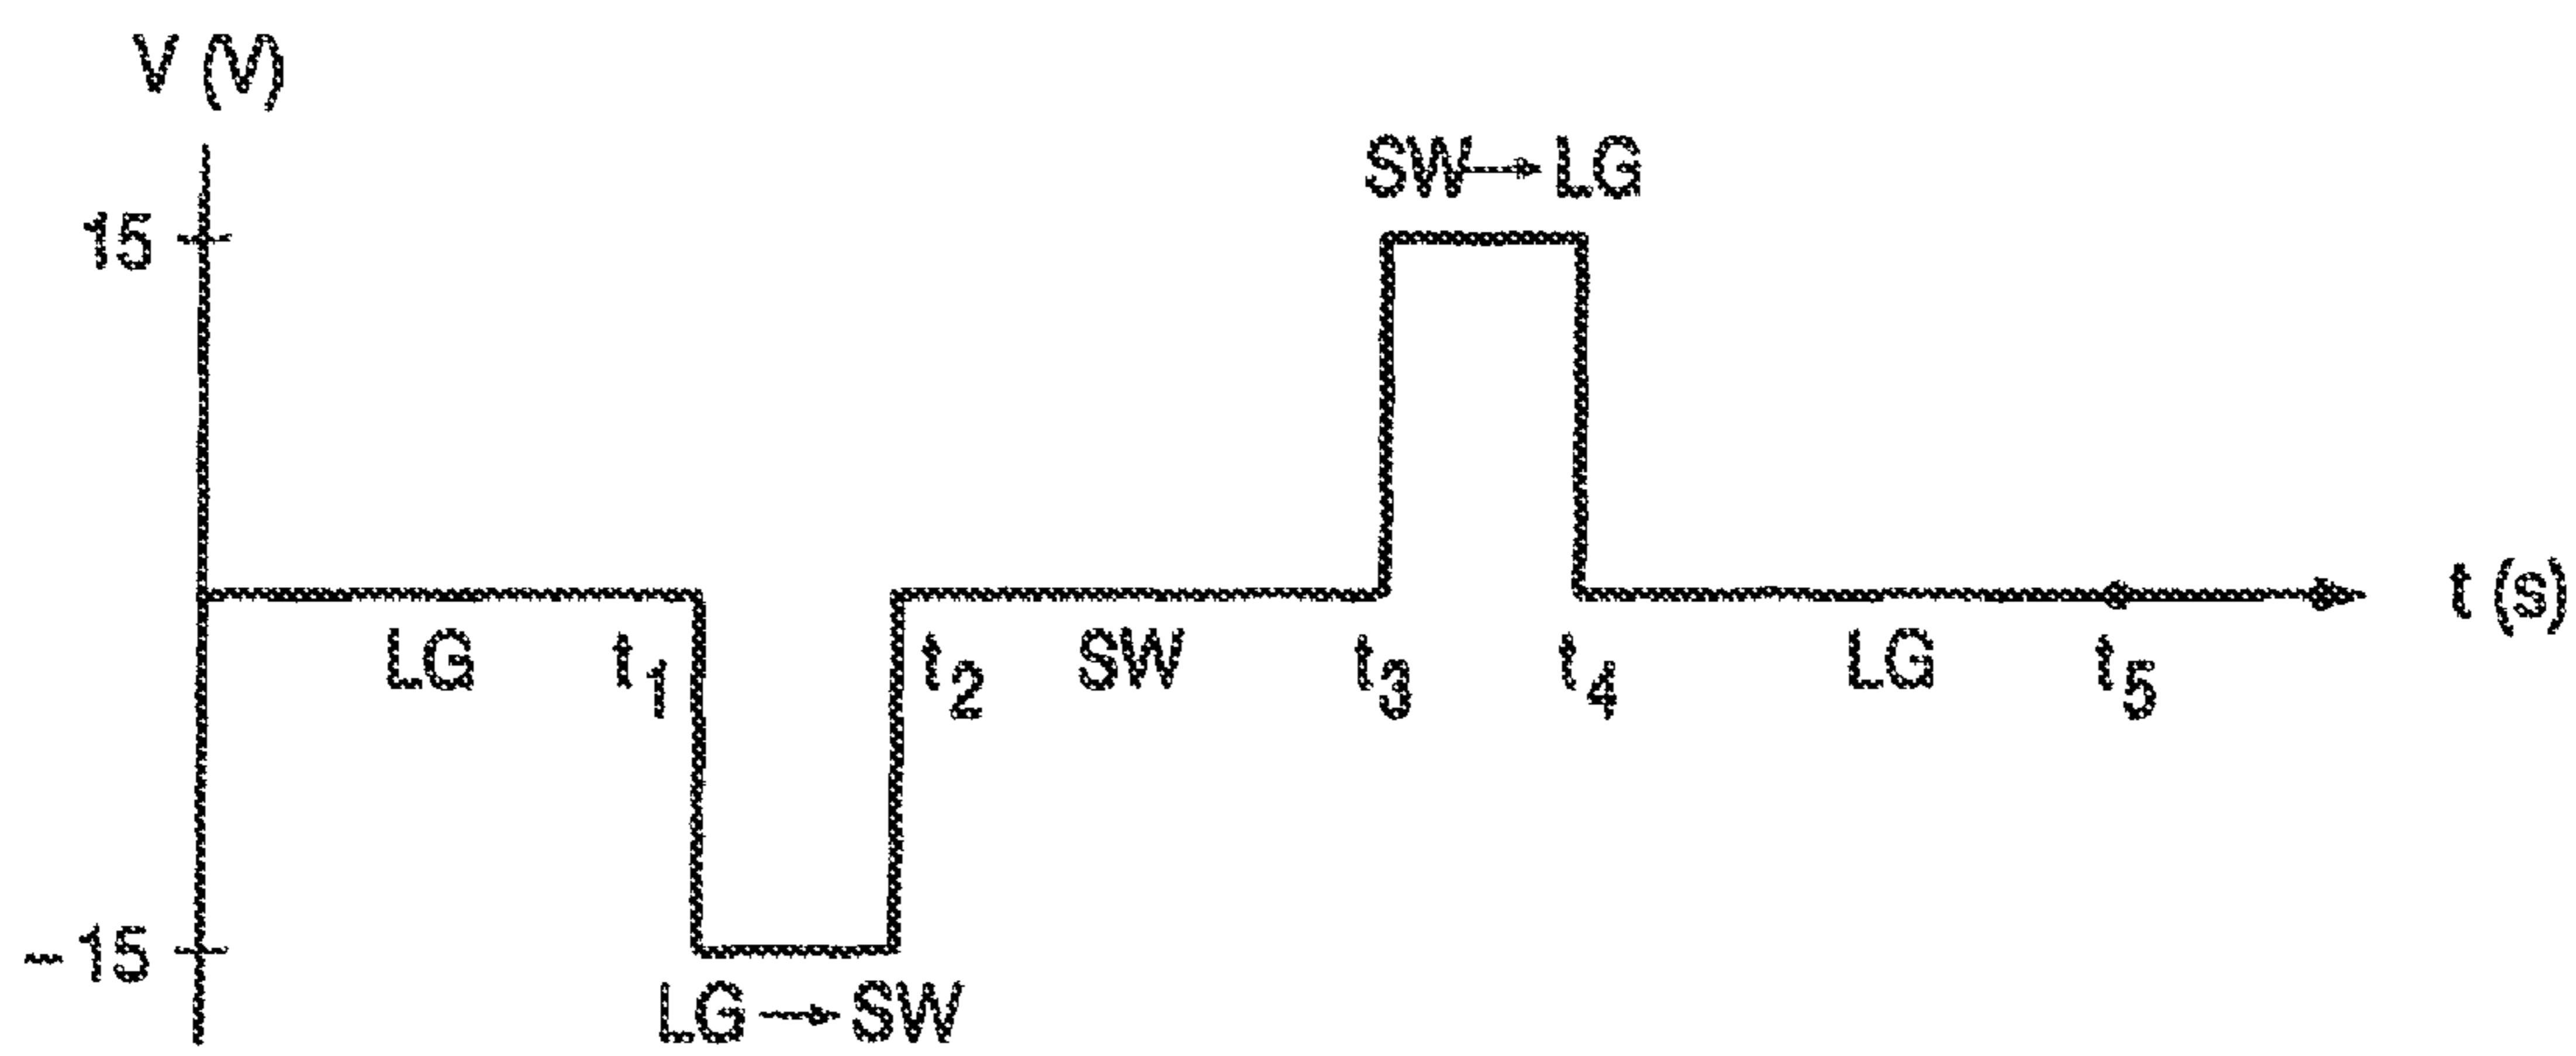 V (V)
SW→LG
15
LG t1 t2 SW t3 t4 LG t5 t (s)
-15
LG→SW